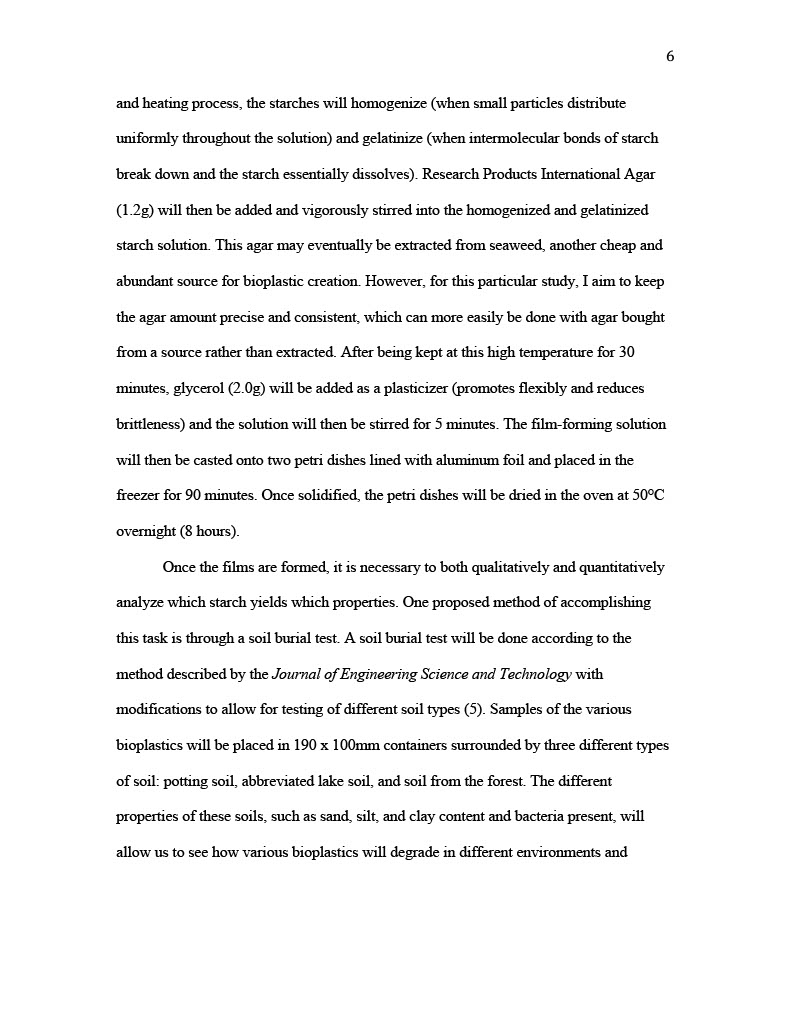 6
and heating process, the starches will homogenize (when small particles distribute
uniformly throughout the solution) and gelatinize (when intermolecular bonds of starch
break down and the starch essentially dissolves). Research Products International Agar
(1.2g) will then be added and vigorously stirred into the homogenized and gelatinized
starch solution. This agar may eventually be extracted from seaweed, another cheap and
abundant source for bioplastic creation. However, for this particular study, I aim to keep
the agar amount precise and consistent, which can more easily be done with agar bought
from a source rather than extracted. After being kept at this high temperature for 30
minutes, glycerol (2.0g) will be added as a plasticizer (promotes flexibly and reduces
brittleness) and the solution will then be stirred for 5 minutes. The film-forming solution
will then be casted onto two petri dishes lined with aluminum foil and placed in the
freezer for 90 minutes. Once solidified, the petri dishes will be dried in the oven at 50°C
overnight (8 hours).
Once the films are formed, it is necessary to both qualitatively and quantitatively
analyze which starch yields which properties. One proposed method of accomplishing
this task is through a soil burial test. A soil burial test will be done according to the
method described by the Journal of Engineering Science and Technology with
modifications to allow for testing of different soil types (5). Samples of the various
bioplastics will be placed in 190 x 100mm containers surrounded by three different types
of soil: potting soil, abbreviated lake soil, and soil from the forest. The different
properties of these soils, such as sand, silt, and clay content and bacteria present, will
allow us to see how various bioplastics will degrade in different environments and